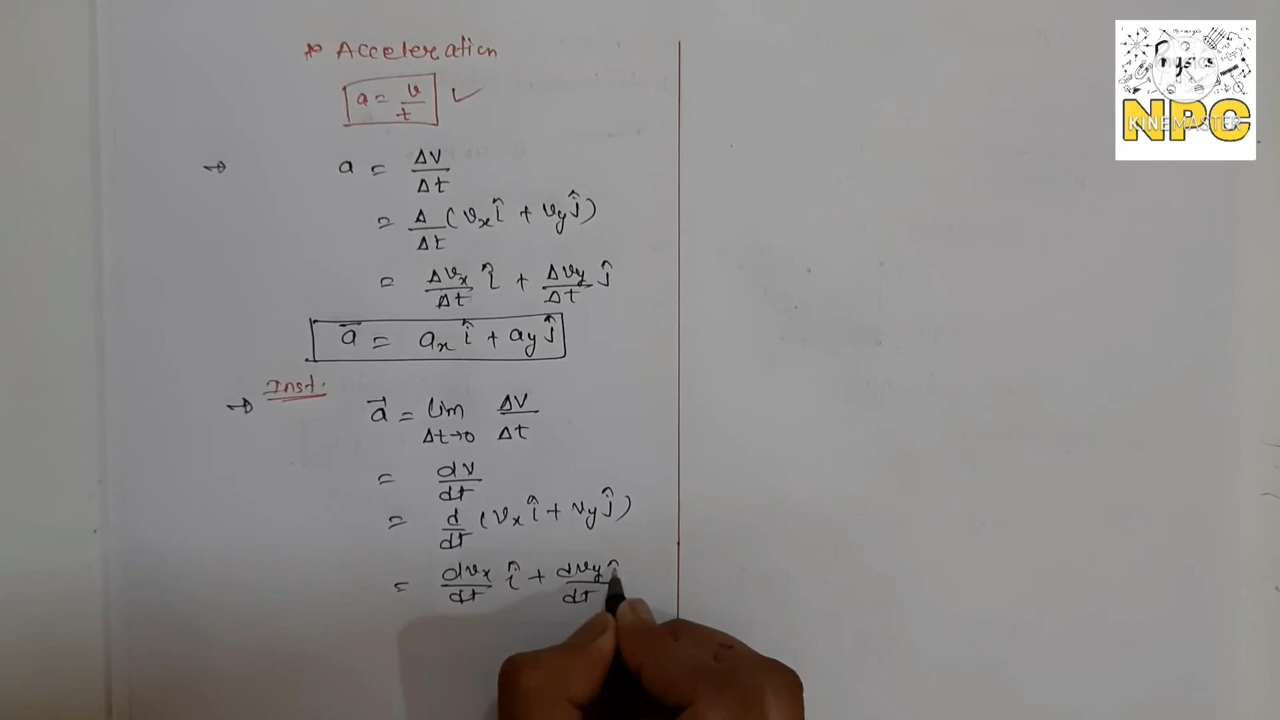 * Acceleration
a = v/t ✓
→ a = Δv/Δt
= Δ/Δt (vₓ î + vy ĵ)
= Δvₓ/Δt î + Δvy/Δt ĵ
a⃗ = aₓ î + ay ĵ
Inst.
→ a⃗ = lim Δt→0 Δv/Δt
= dv/dt
= d/dt (vₓ î + vy ĵ)
= dvₓ/dt î + dvy/dt
Physics
NPC
KINEMASTER